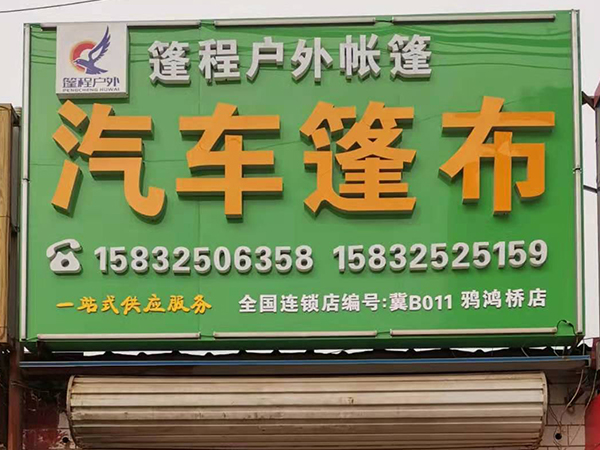 篷程户外
PENGCHENG HUWAI
篷程户外帐篷
汽车篷布
☎ 15832506358 15832525159
一站式供应服务 全国连锁店编号:冀B011 鸦鸿桥店